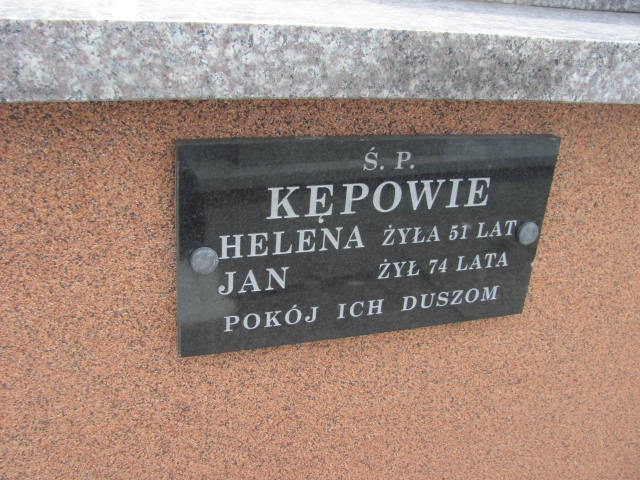 Ś. P.
KĘPOWIE
HELENA ŻYŁA 51 LAT
JAN ŻYŁ 74 LATA
POKÓJ ICH DUSZOM